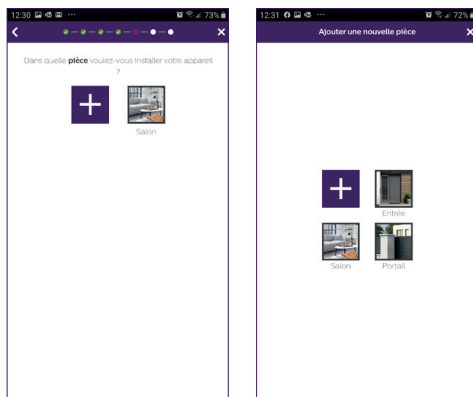 12:30 ... 73%
Dans quelle pièce voulez-vous installer votre appareil
?
Salon
12:31 ... 72%
Ajouter une nouvelle pièce
Entrée
Salon
Portail